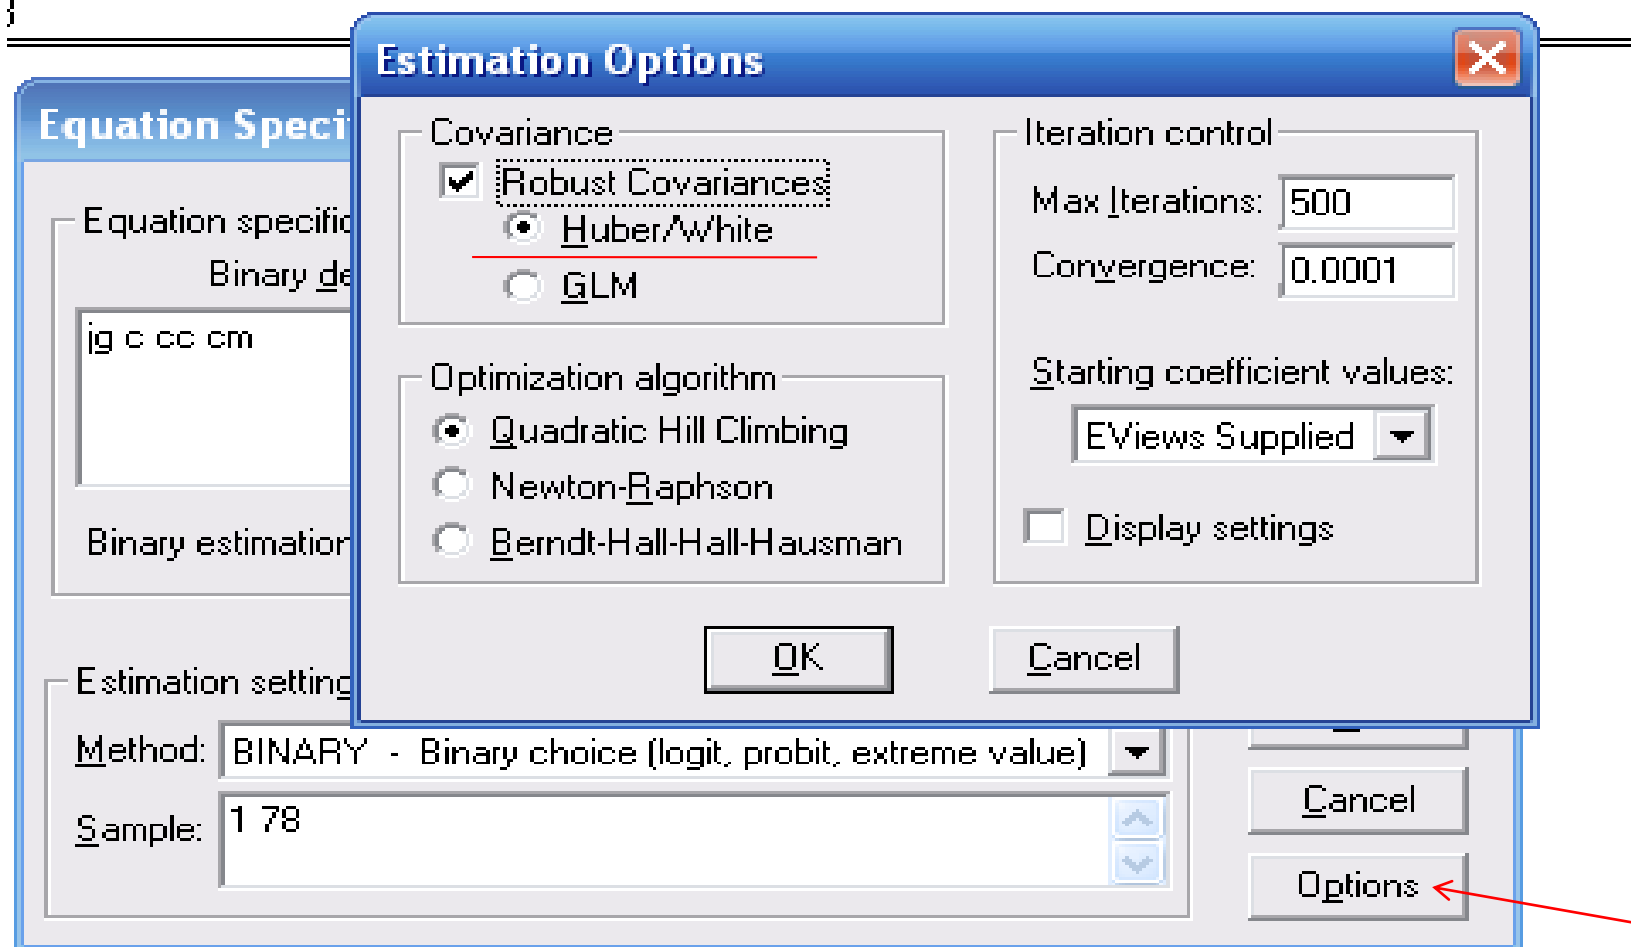 Estimation Options
Equation Speci
Covariance
Robust Covariances
Huber/White
GLM
Optimization algorithm
Quadratic Hill Climbing
Newton-Raphson
Berndt-Hall-Hall-Hausman
Iteration control
Max Iterations: 500
Convergence: 0.0001
Starting coefficient values:
EViews Supplied
Display settings
OK
Cancel
Equation specific
Binary de
jg c cc cm
Binary estimation
Estimation setting
Method: BINARY - Binary choice (logit, probit, extreme value)
Sample: 1 78
Cancel
Options